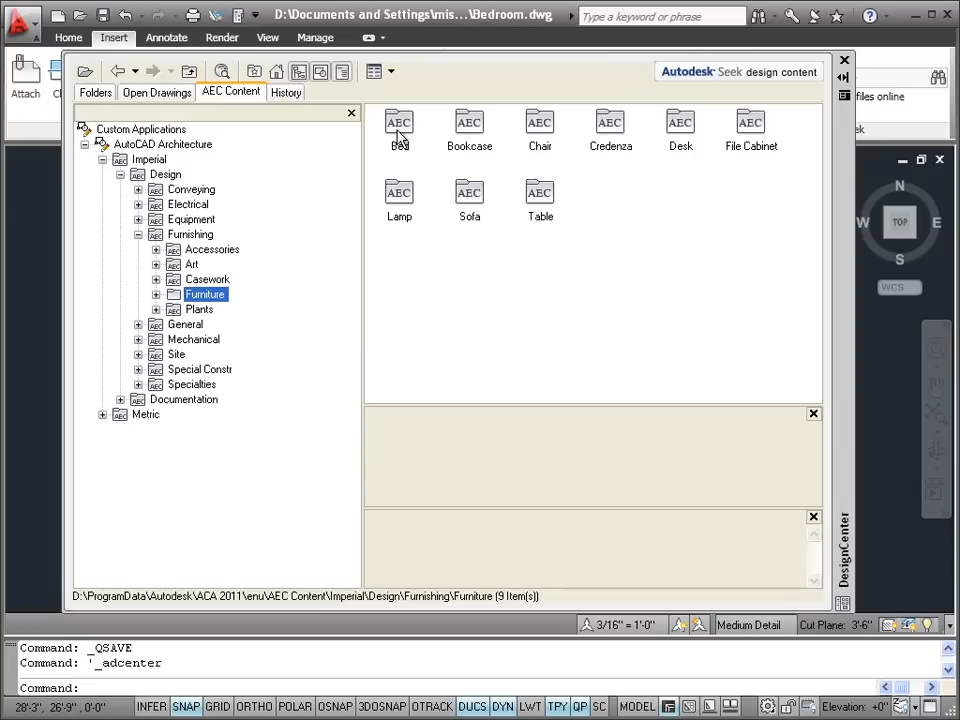 D:\Documents and Settings\mis...\Bedroom.dwg
Type a keyword or phrase
Home Insert Annotate Render View Manage
Attach
files online
Autodesk® Seek design content
Folders Open Drawings AEC Content History
Custom Applications
AutoCAD Architecture
Imperial
Design
Conveying
Electrical
Equipment
Furnishing
Accessories
Art
Casework
Furniture
Plants
General
Mechanical
Site
Special Constr
Specialties
Documentation
Metric
AEC AEC AEC AEC AEC AEC
Bed Bookcase Chair Credenza Desk File Cabinet
AEC AEC AEC
Lamp Sofa Table
N
W TOP E
S
WCS
DesignCenter
D:\ProgramData\Autodesk\ACA 2011\enu\AEC Content\Imperial\Design\Furnishing\Furniture (9 Item(s))
3/16" = 1'-0" Medium Detail Cut Plane: 3'-6"
Command: _QSAVE
Command: '_adcenter
Command:
28'-3", 26'-9", 0'-0" INFER SNAP GRID ORTHO POLAR OSNAP 3DOSNAP OTRACK DUCS DYN LWT TPY QP SC MODEL Elevation: +0"